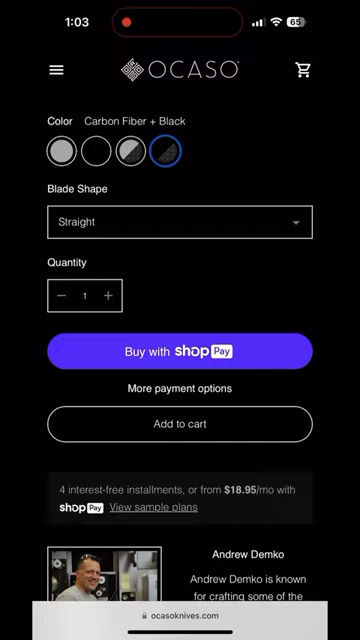 1:03
65
OCASO
Color Carbon Fiber + Black
Blade Shape
Straight
Quantity
1
Buy with shop Pay
More payment options
Add to cart
4 interest-free installments, or from $18.95/mo with
shop Pay View sample plans
Andrew Demko
Andrew Demko is known
for crafting some of the
ocasoknives.com